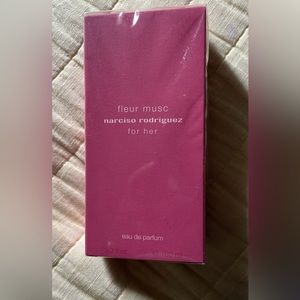 fleur musc
narciso rodriguez
for her
eau de parfum